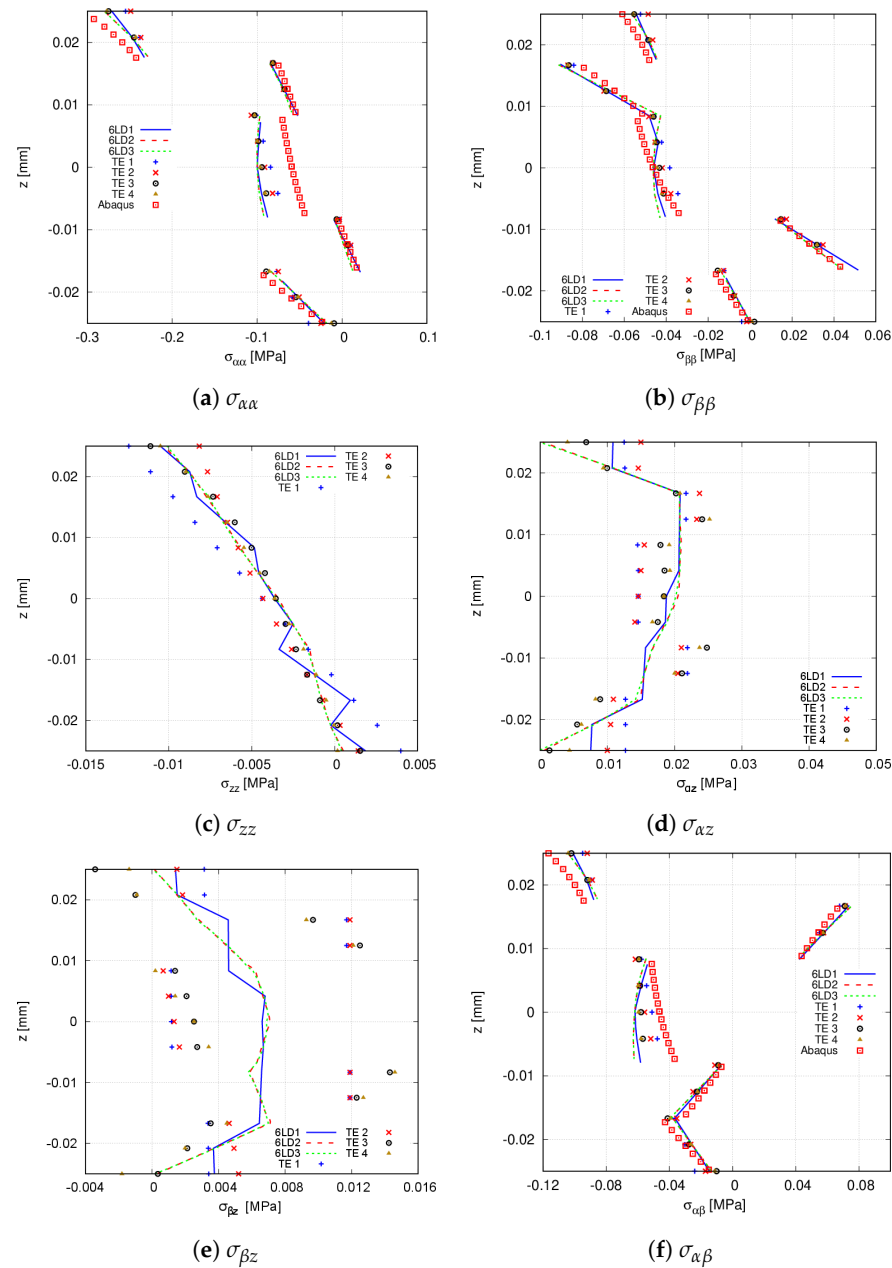 0.02
0.01
0
-0.01
-0.02
z [mm]
6LD1
6LD2
6LD3
TE 1
TE 2
TE 3
TE 4
Abaqus
-0.3 -0.2 -0.1 0 0.1
σαα [MPa]
(a) σαα
0.02
0.01
0
-0.01
-0.02
z [mm]
6LD1 TE 2
6LD2 TE 3
6LD3 TE 4
TE 1 Abaqus
-0.1 -0.08 -0.06 -0.04 -0.02 0 0.02 0.04 0.06
σββ [MPa]
(b) σββ
0.02
0.01
0
-0.01
-0.02
z [mm]
6LD1 TE 2
6LD2 TE 3
6LD3 TE 4
TE 1
-0.015 -0.01 -0.005 0 0.005
σzz [MPa]
(c) σzz
0.02
0.01
0
-0.01
-0.02
z [mm]
6LD1
6LD2
6LD3
TE 1
TE 2
TE 3
TE 4
0 0.01 0.02 0.03 0.04 0.05
σαz [MPa]
(d) σαz
0.02
0.01
0
-0.01
-0.02
z [mm]
6LD1 TE 2
6LD2 TE 3
6LD3 TE 4
TE 1
-0.004 0 0.004 0.008 0.012 0.016
σβz [MPa]
(e) σβz
0.02
0.01
0
-0.01
-0.02
z [mm]
6LD1
6LD2
6LD3
TE 1
TE 2
TE 3
TE 4
Abaqus
-0.12 -0.08 -0.04 0 0.04 0.08
σαβ [MPa]
(f) σαβ